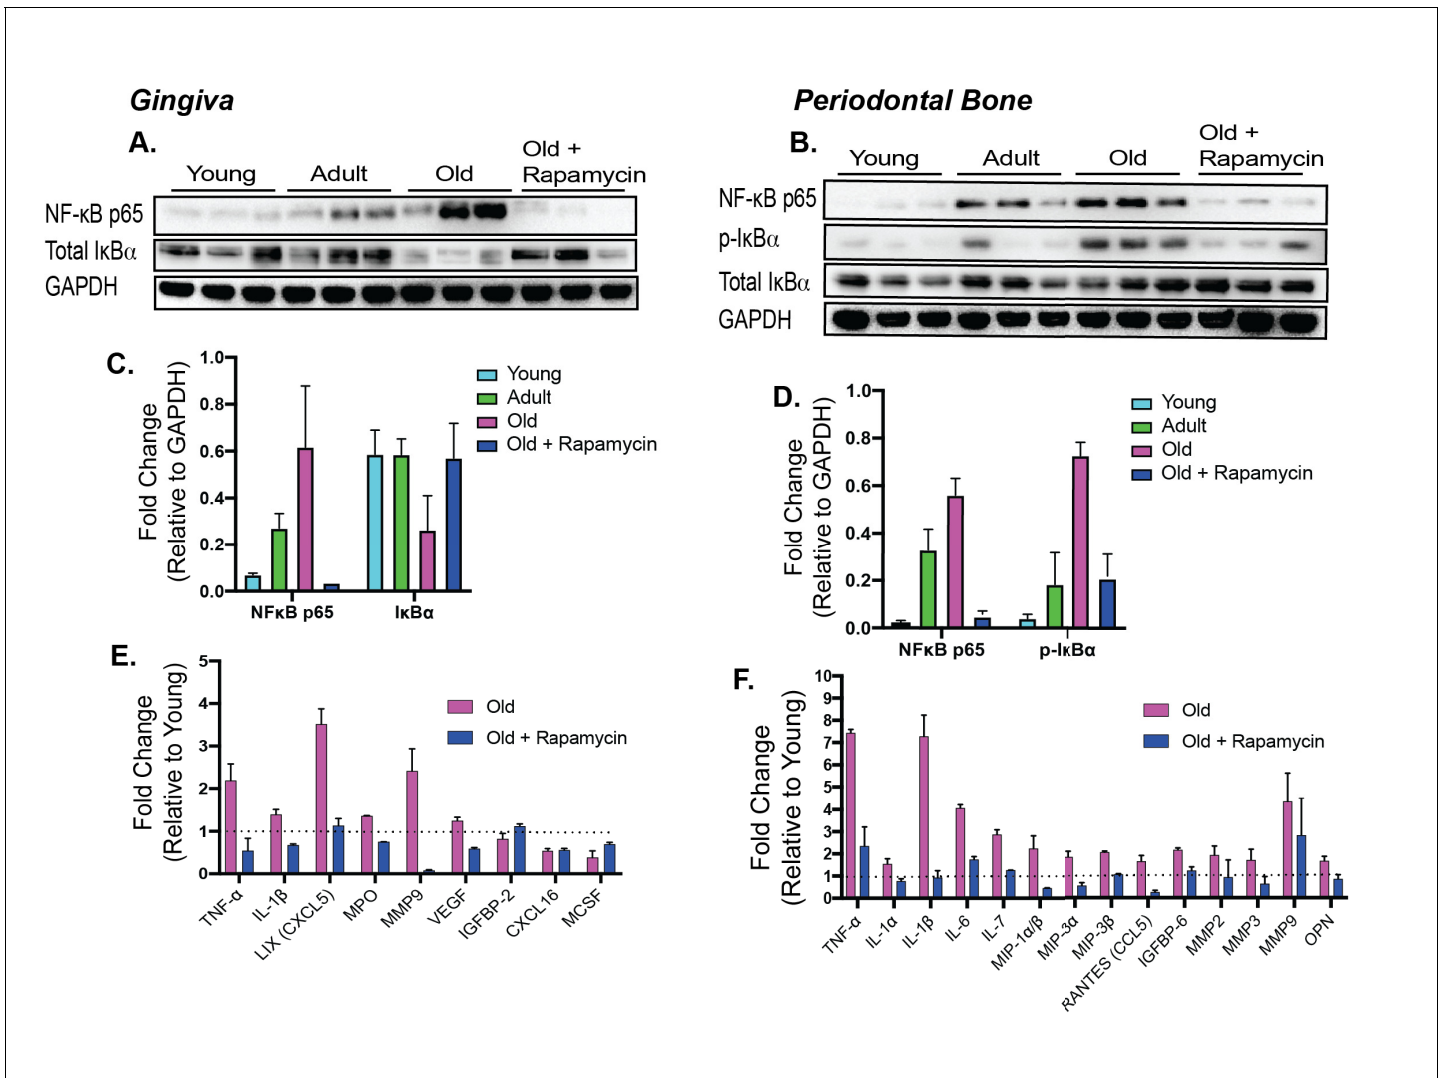 Gingiva
A.
Young
Adult
Old
Old +
Rapamycin
NF-κB p65
Total IκBα
GAPDH
Periodontal Bone
B.
Young
Adult
Old
Old +
Rapamycin
NF-κB p65
p-IκBα
Total IκBα
GAPDH
C.
Fold Change
(Relative to GAPDH)
1.0
0.8
0.6
0.4
0.2
0.0
NFκB p65
IκBα
Young
Adult
Old
Old + Rapamycin
D.
Fold Change
(Relative to GAPDH)
1.0
0.8
0.6
0.4
0.2
0.0
NFκB p65
p-IκBα
Young
Adult
Old
Old + Rapamycin
E.
Fold Change
(Relative to Young)
5
4
3
2
1
0
Old
Old + Rapamycin
TNF-α
IL-1β
LIX (CXCL5)
MPO
MMP9
VEGF
IGFBP-2
CXCL16
MCSF
F.
Fold Change
(Relative to Young)
10
9
8
7
6
5
4
3
2
1
0
Old
Old + Rapamycin
TNF-α
IL-1α
IL-1β
IL-6
IL-7
MIP-1α/β
MIP-3α
MIP-3β
RANTES (CCL5)
IGFBP-6
MMP2
MMP3
MMP9
OPN